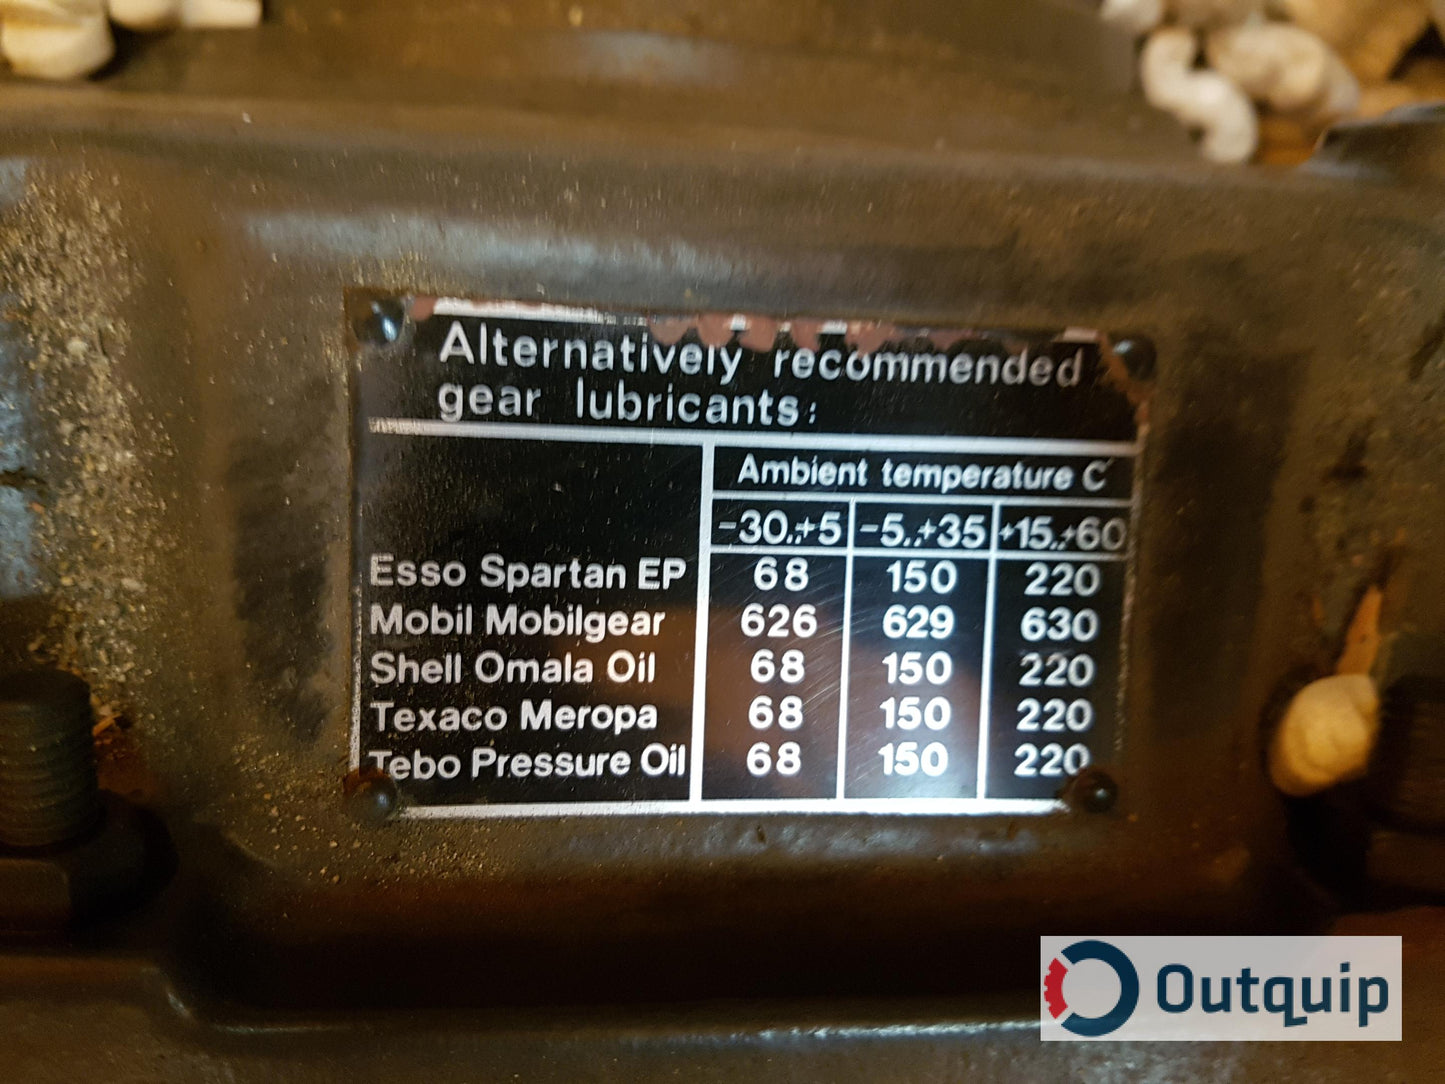 Alternatively recommended
gear lubricants:
Ambient temperature C
-30..+5 -5..+35 +15..+60
Esso Spartan EP 68 150 220
Mobil Mobilgear 626 629 630
Shell Omala Oil 68 150 220
Texaco Meropa 68 150 220
Tebo Pressure Oil 68 150 220
Outquip